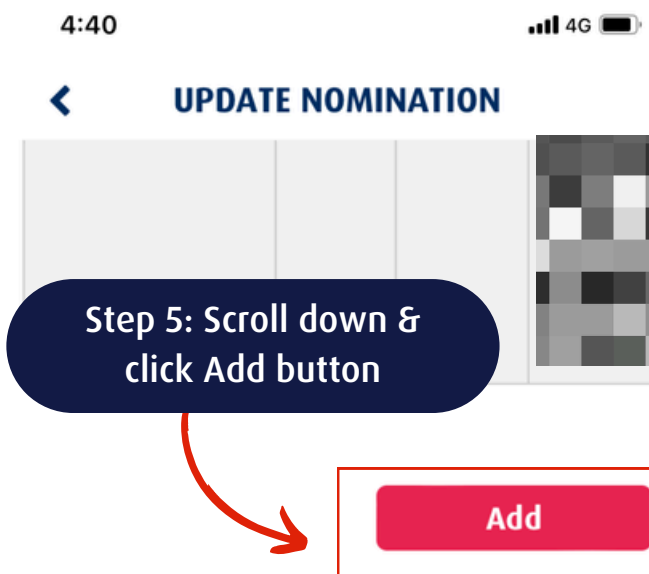 4:40
4G
UPDATE NOMINATION
Step 5: Scroll down &
click Add button
Add